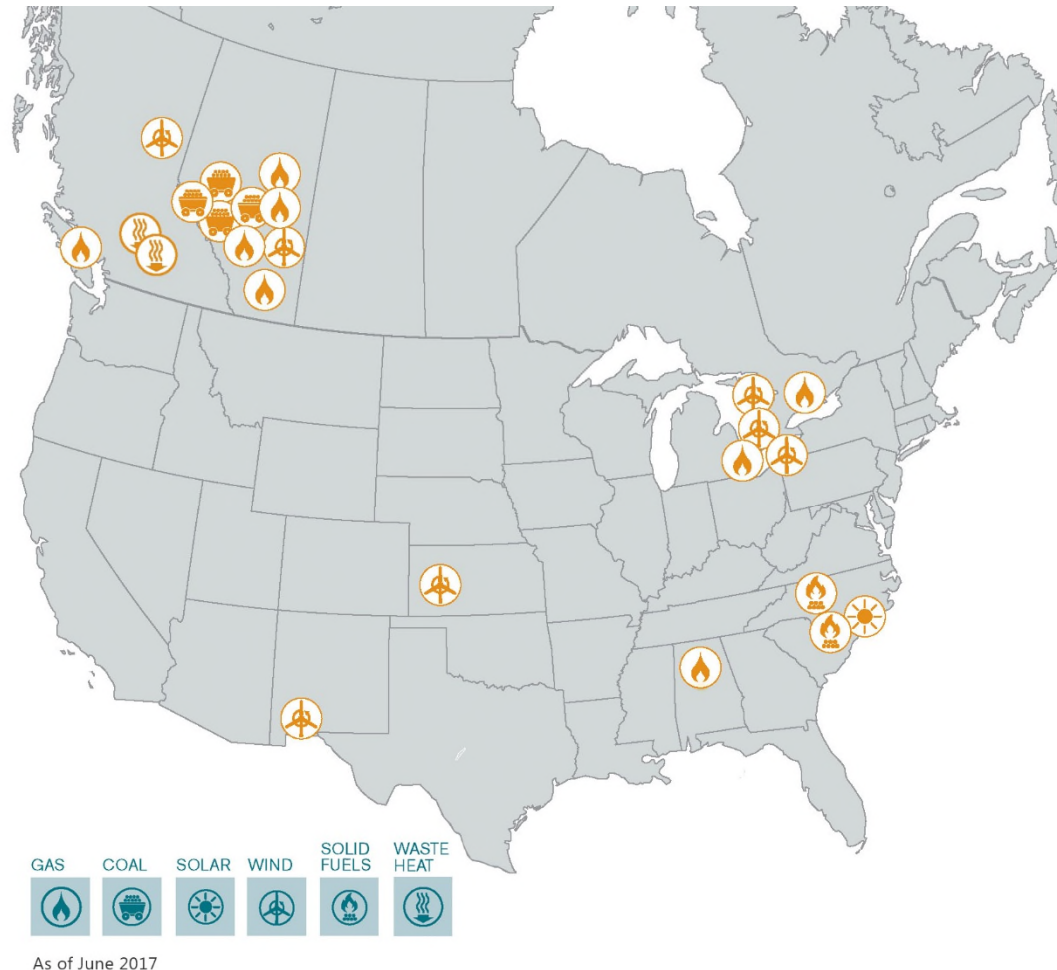 GAS
COAL
SOLAR
WIND
SOLID
FUELS
WASTE
HEAT
As of June 2017